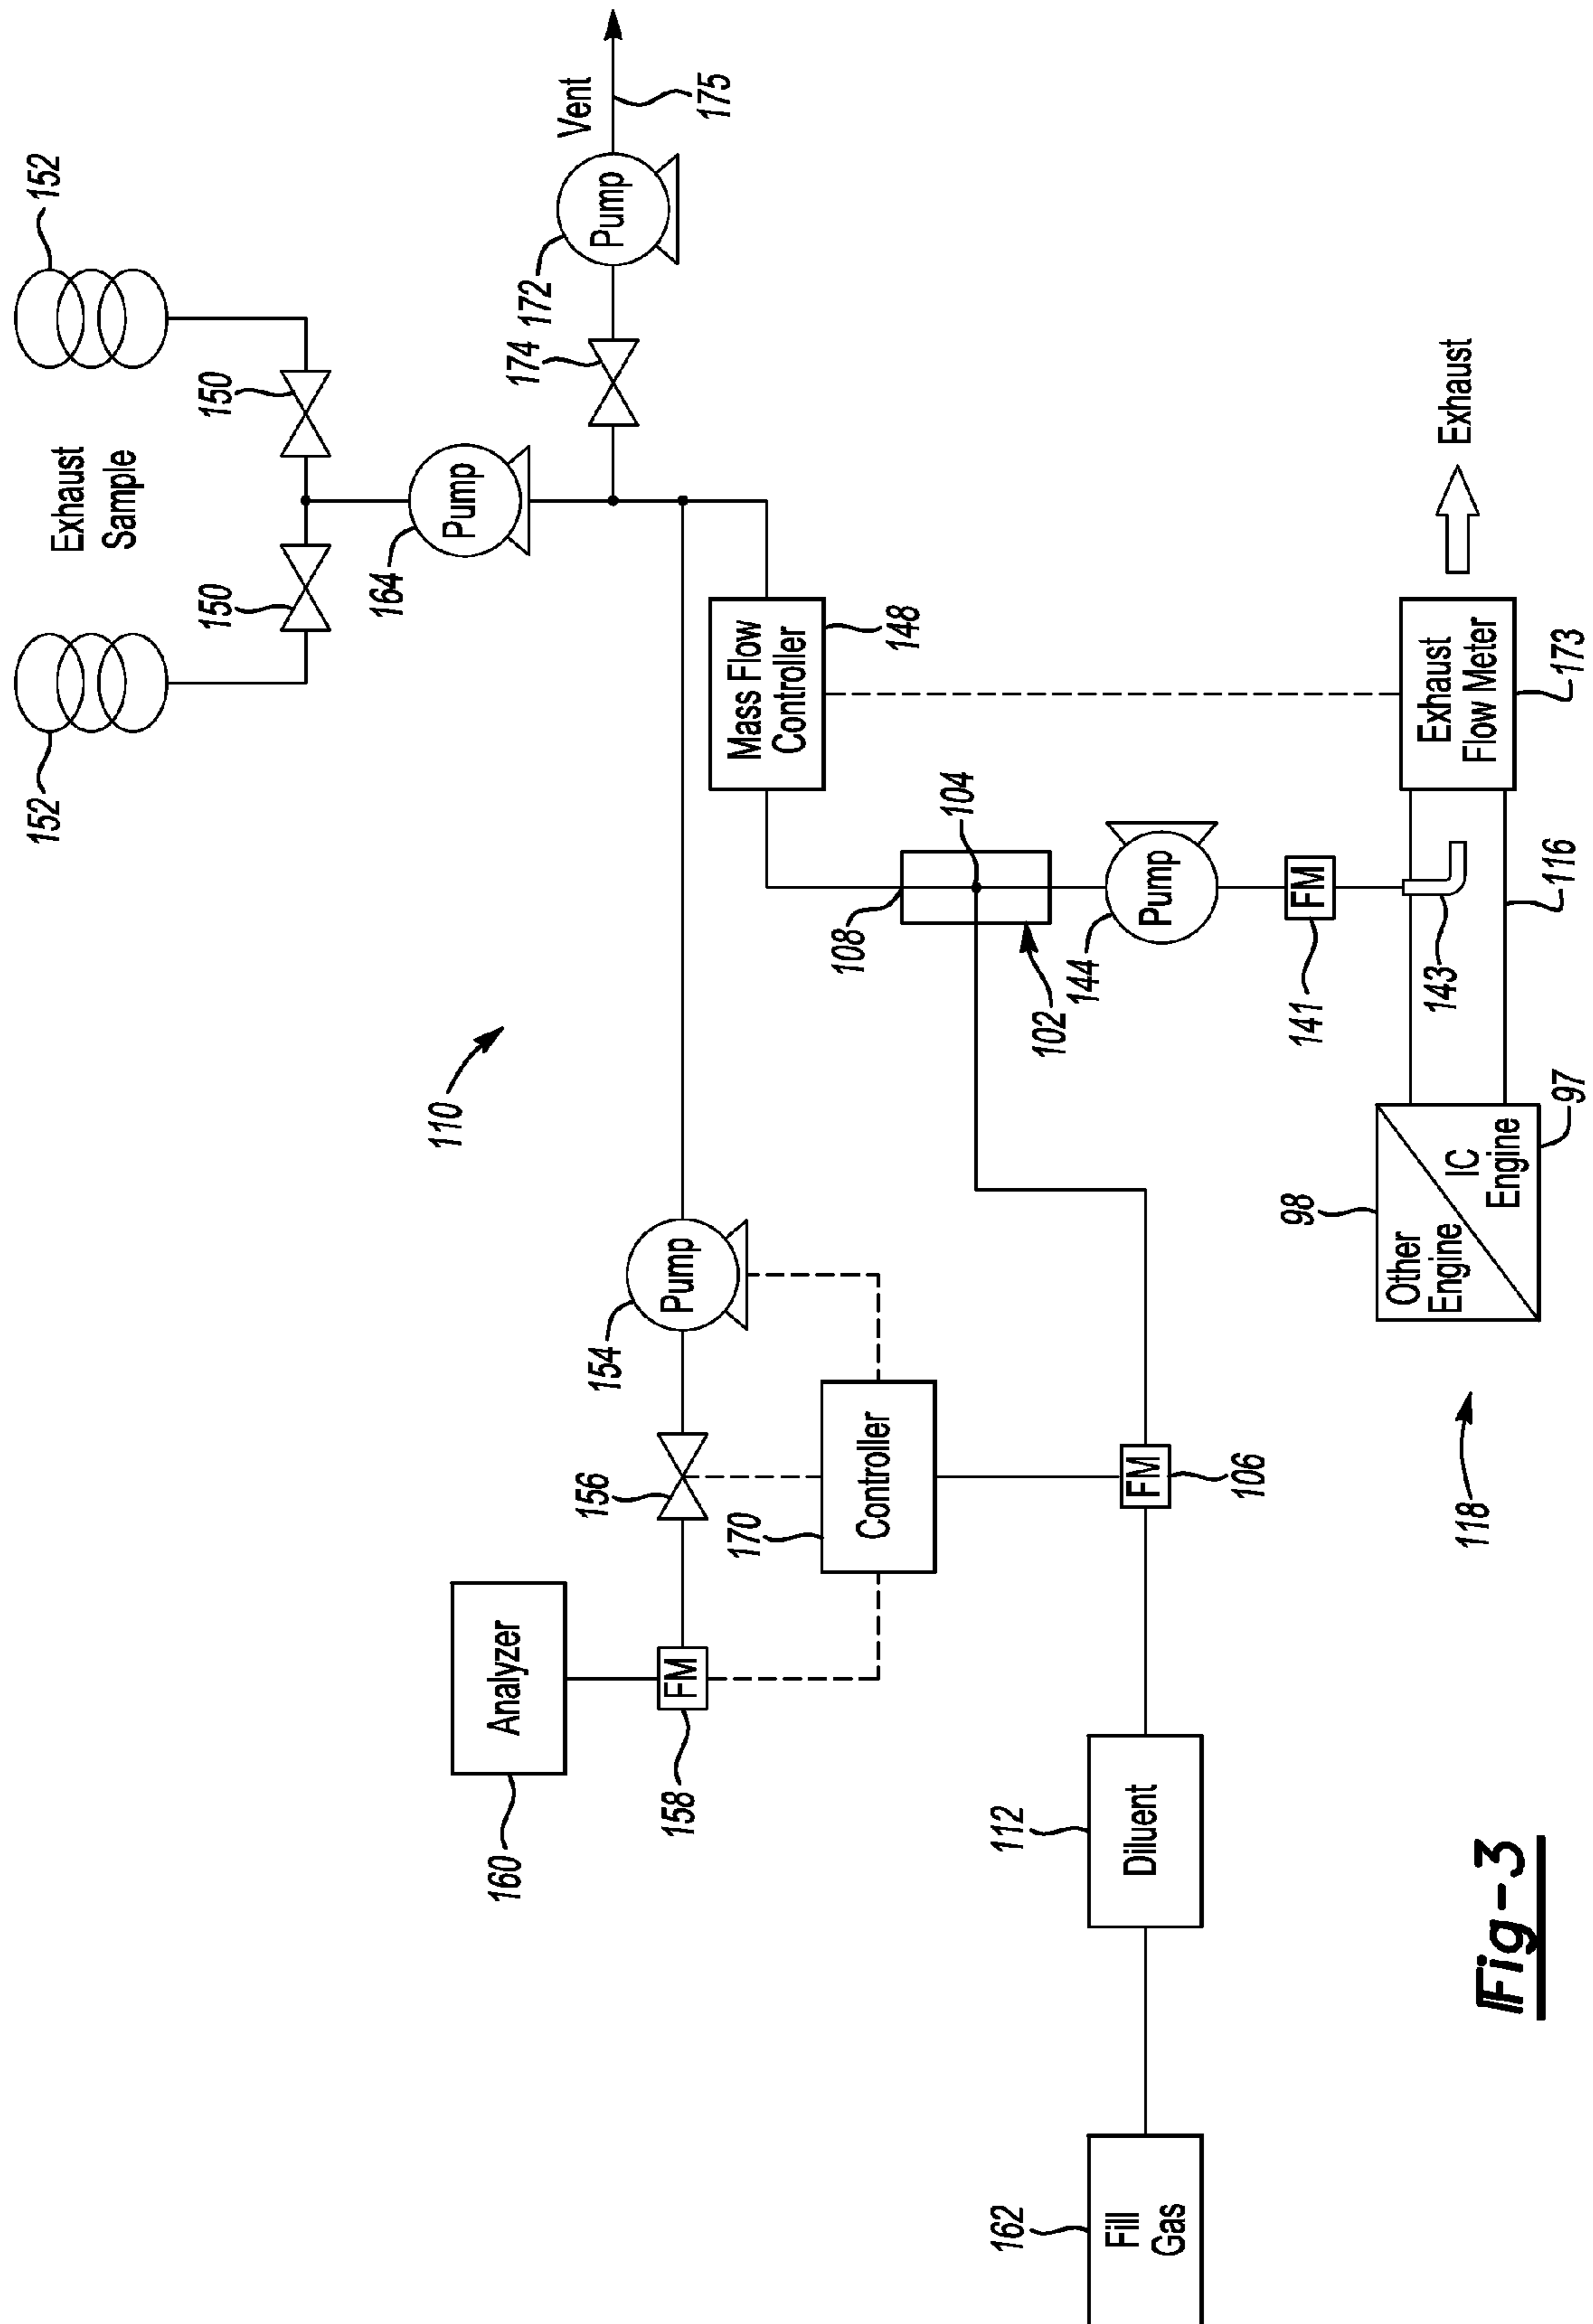 Exhaust
Sample
152
152
150
150
164
Pump
174
172
Pump
Vent
175
110
154
Pump
156
158
FM
160
Analyzer
170
Controller
Mass Flow
Controller
148
108
104
102
144
Pump
141
FM
143
116
Exhaust
Flow Meter
173
Exhaust
98
Other
Engine
IC
Engine
97
118
106
FM
112
Diluent
162
Fill
Gas
Fig-3